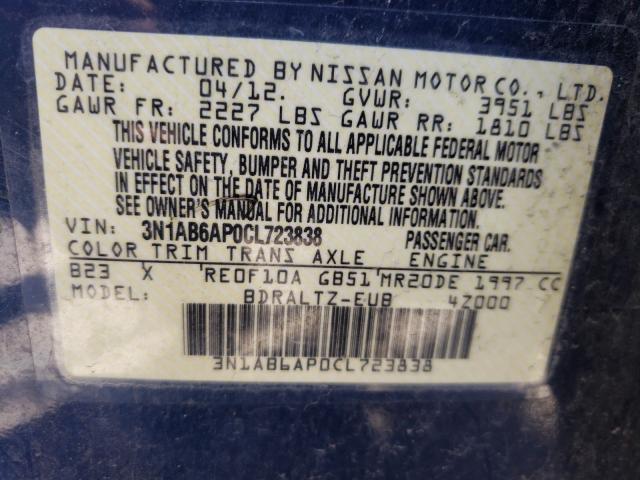 MANUFACTURED BY NISSAN MOTOR CO., LTD.
DATE: 04/12. GVWR: 3951 LBS
GAWR FR: 2227 LBS GAWR RR: 1810 LBS
THIS VEHICLE CONFORMS TO ALL APPLICABLE FEDERAL MOTOR
VEHICLE SAFETY, BUMPER AND THEFT PREVENTION STANDARDS
IN EFFECT ON THE DATE OF MANUFACTURE SHOWN ABOVE.
SEE OWNER'S MANUAL FOR ADDITIONAL INFORMATION
VIN: 3N1AB6AP0CL723838 PASSENGER CAR.
COLOR TRIM TRANS AXLE ENGINE
B23 X RE0F10A GB51 MR20DE 1997 CC
MODEL: BDRALTZ-EUB 4Z000
3N1AB6AP0CL723838